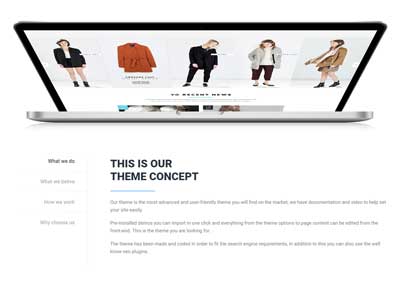 YO RECENT NEWS
What we do
THIS IS OUR
THEME CONCEPT
What we belive
How we work
Why choose us
Our theme is the most advanced and user-friendly theme you will find on the market, we have documentation and video to help set
your site easily.
Pre-installed demos you can import in one click and everything from the theme options to page content can be edited from the
front-end. This is the theme you are looking for.
The theme has been made and coded in order to fit the search engine requirements, in addition to this you can also use the well
know seo plugins.